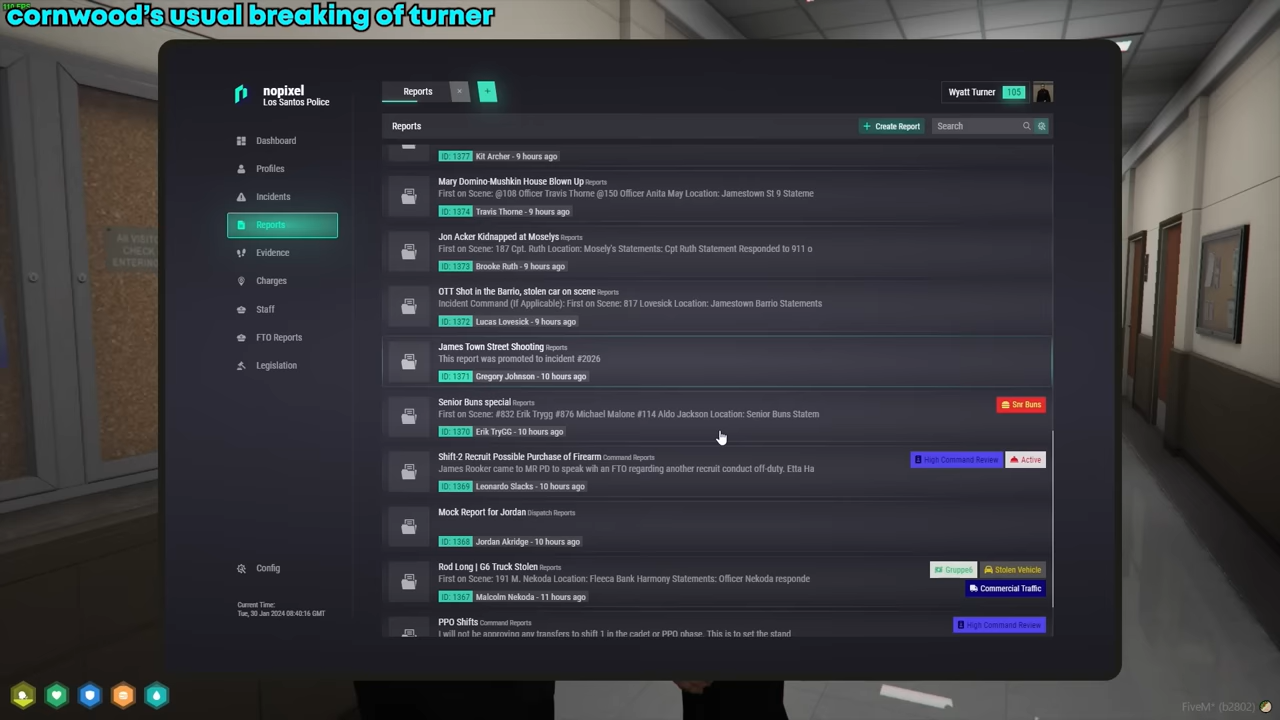 cornwood's usual breaking of turner
nopixel
Los Santos Police
Reports
×
+
Wyatt Turner 105
Dashboard
Profiles
Incidents
Reports
Evidence
Charges
Staff
FTO Reports
Legislation
Config
Current Time:
Tue, 30 Jan 2024 08:40:16 GMT
Reports
+ Create Report
Search
ID: 1377 Kit Archer - 9 hours ago
Mary Domino-Mushkin House Blown Up Reports
First on Scene: @108 Officer Travis Thorne @150 Officer Anita May Location: Jamestown St 9 Stateme
ID: 1374 Travis Thorne - 9 hours ago
Jon Acker Kidnapped at Moselys Reports
First on Scene: 187 Cpt. Ruth Location: Mosely's Statements: Cpt Ruth Statement Responded to 911 o
ID: 1373 Brooke Ruth - 9 hours ago
OTT Shot in the Barrio, stolen car on scene Reports
Incident Command (If Applicable): First on Scene: 817 Lovesick Location: Jamestown Barrio Statements
ID: 1372 Lucas Lovesick - 9 hours ago
James Town Street Shooting Reports
This report was promoted to incident #2026
ID: 1371 Gregory Johnson - 10 hours ago
Senior Buns special Reports
Snr Buns
First on Scene: #832 Erik Trygg #876 Michael Malone #114 Aldo Jackson Location: Senior Buns Statem
ID: 1370 Erik TryGG - 10 hours ago
Shift-2 Recruit Possible Purchase of Firearm Command Reports
High Command Review Active
James Rooker came to MR PD to speak wih an FTO regarding another recruit conduct off-duty. Etta Ha
ID: 1369 Leonardo Slacks - 10 hours ago
Mock Report for Jordan Dispatch Reports
ID: 1368 Jordan Akridge - 10 hours ago
Rod Long | G6 Truck Stolen Reports
Gruppe6 Stolen Vehicle
First on Scene: 191 M. Nekoda Location: Fleeca Bank Harmony Statements: Officer Nekoda responde
Commercial Traffic
ID: 1367 Malcolm Nekoda - 11 hours ago
PPO Shifts Command Reports
High Command Review
I will not be approving any transfers to shift 1 in the cadet or PPO phase. This is to set the stand
FiveM* (b2802)